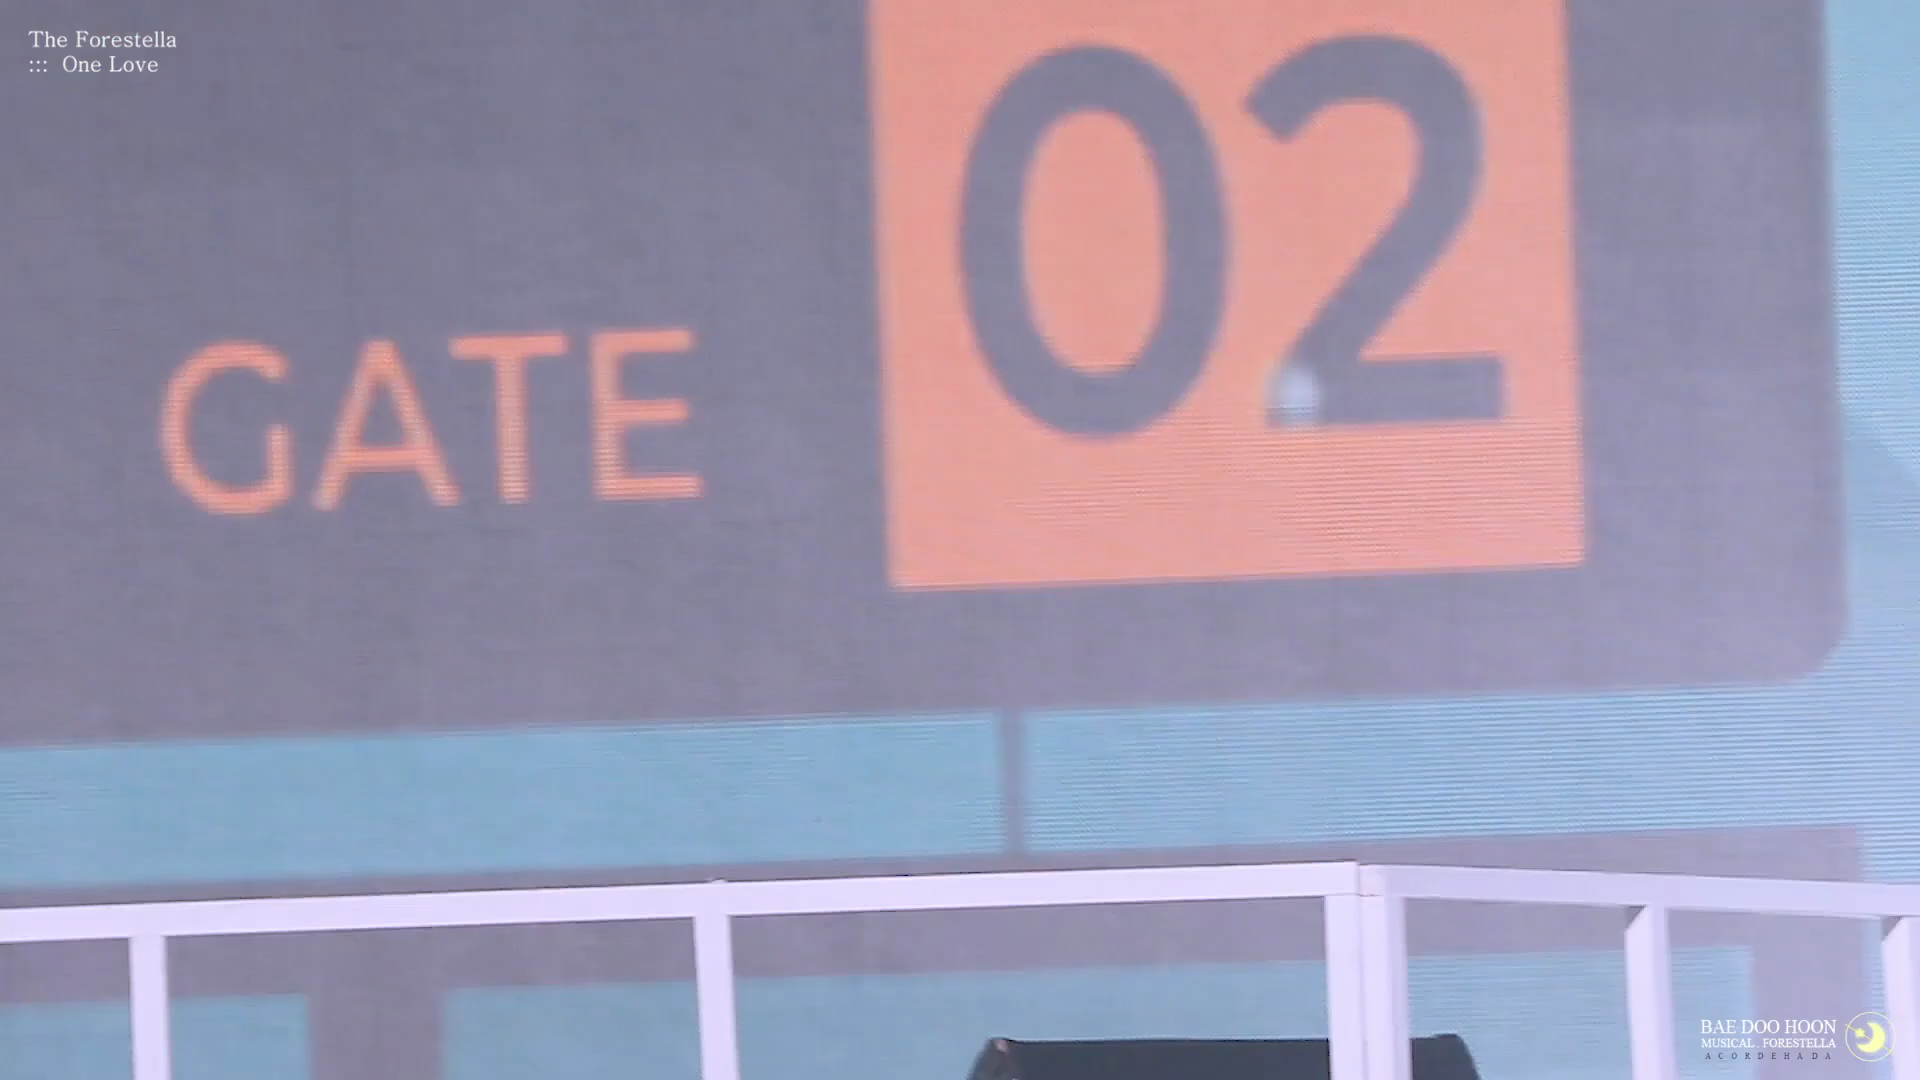 The Forestella
::: One Love
GATE 02
BAE DOO HOON
MUSICAL . FORESTELLA
ACORDEHADA